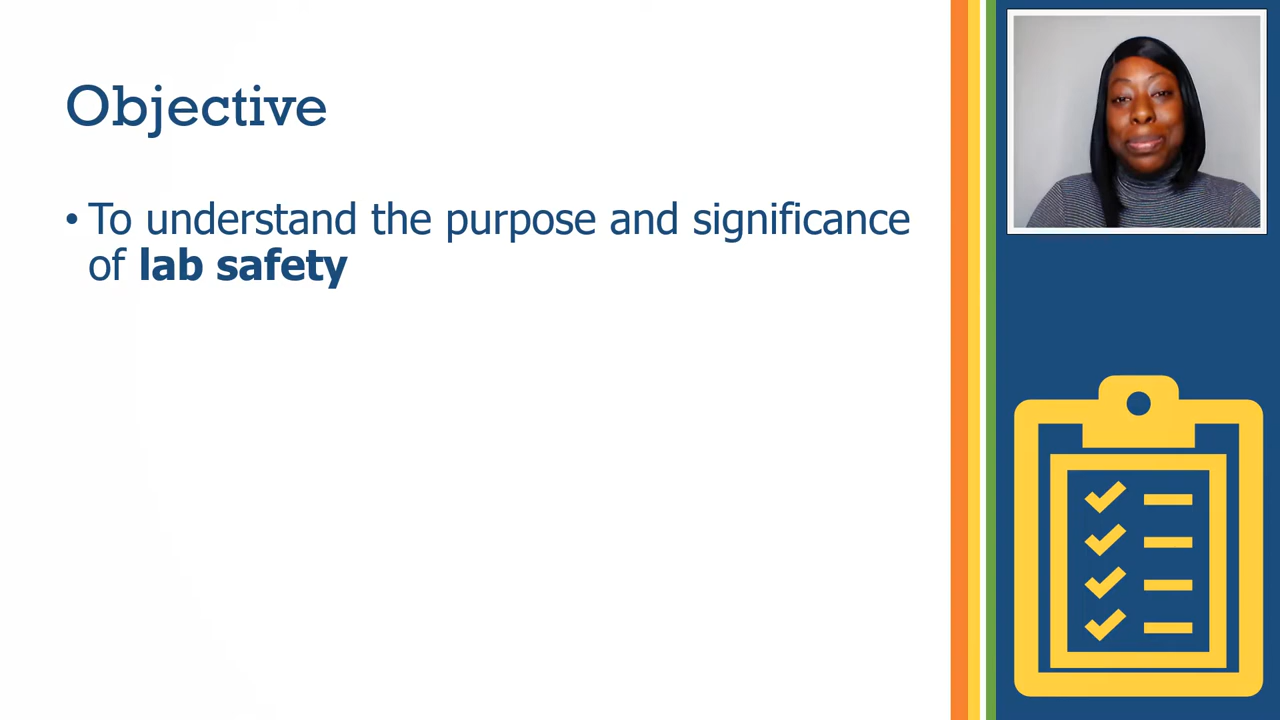 Objective
• To understand the purpose and significance
of lab safety